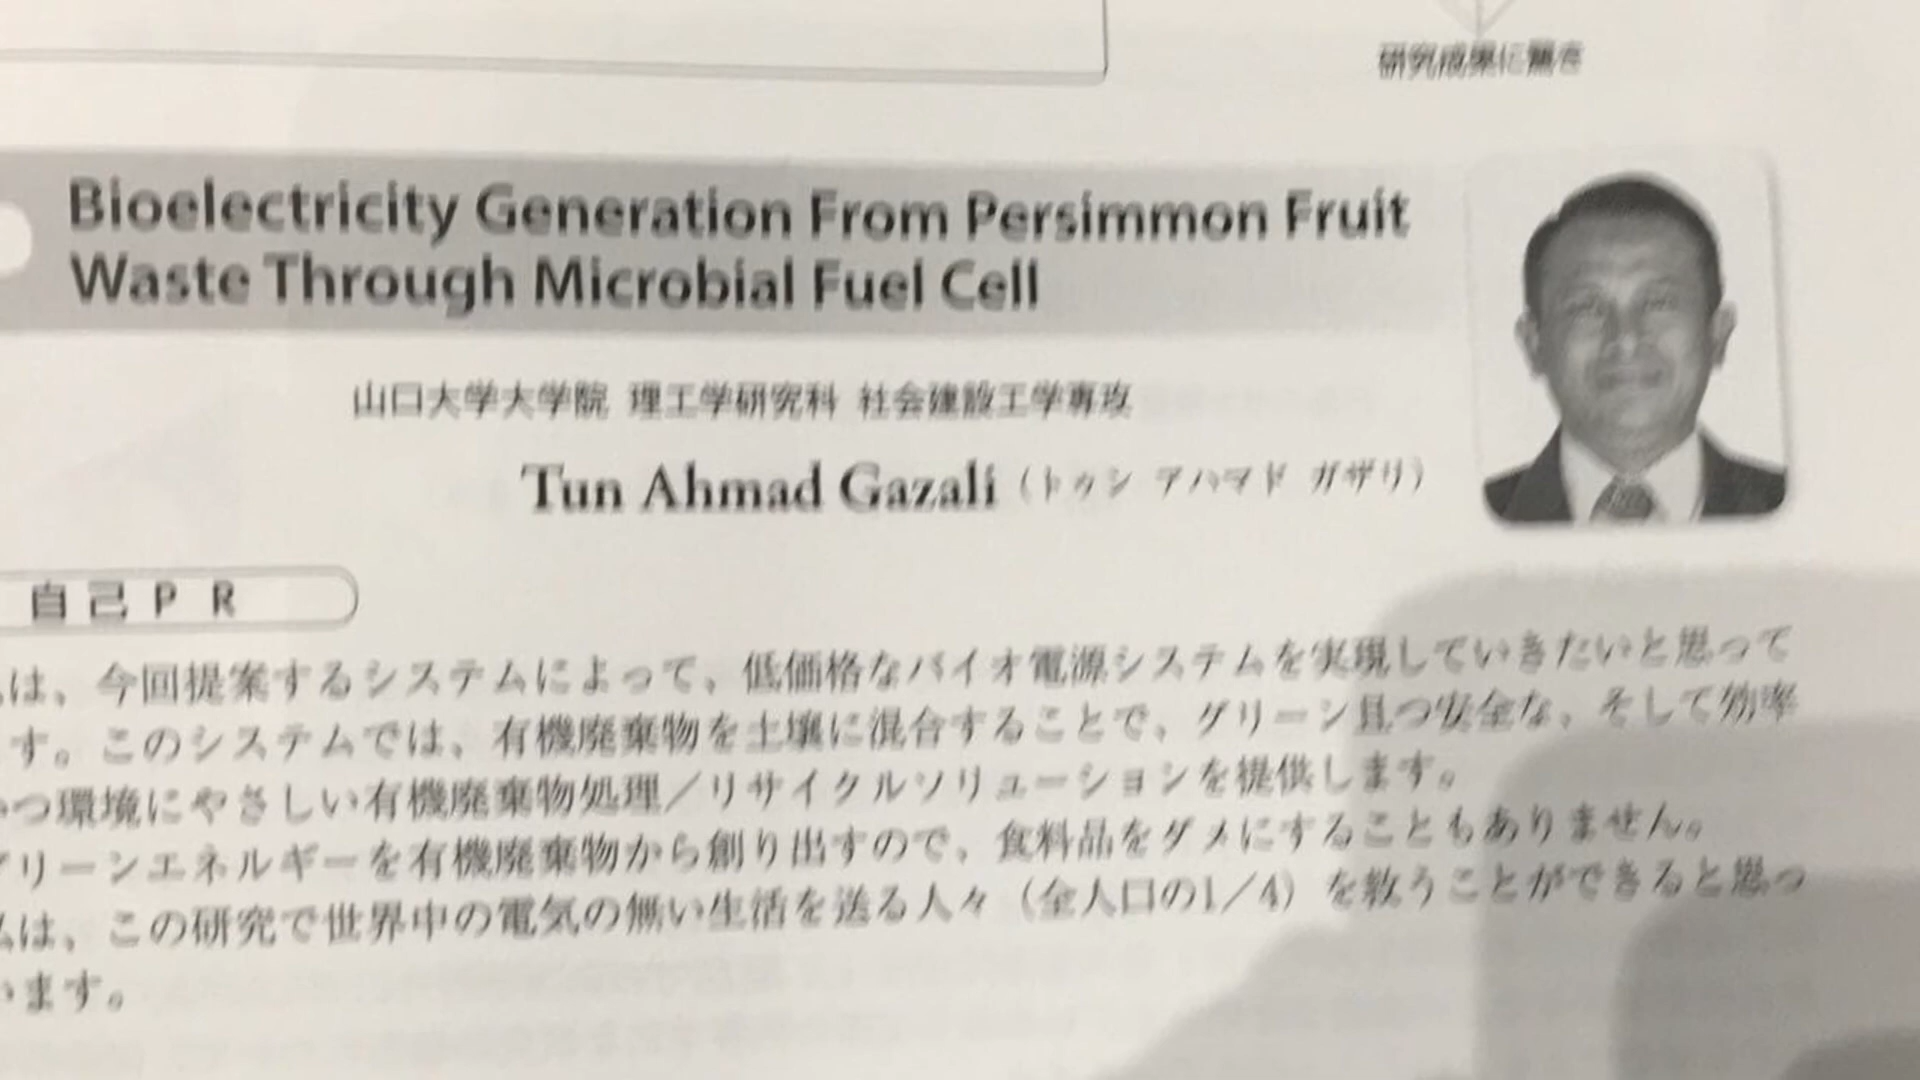 研究成果に驚き
Bioelectricity Generation From Persimmon Fruit
Waste Through Microbial Fuel Cell
山口大学大学院 理工学研究科 社会建設工学専攻
Tun Ahmad Gazali（トゥン アハマド ガザリ）
自己ＰＲ
は、今回提案するシステムによって、低価格なバイオ電源システムを実現していきたいと思って
す。このシステムでは、有機廃棄物を土壌に混合することで、グリーン且つ安全な、そして効率
つ環境にやさしい有機廃棄物処理／リサイクルソリューションを提供します。
リーンエネルギーを有機廃棄物から創り出すので、食料品をダメにすることもありません。
は、この研究で世界中の電気の無い生活を送る人々（全人口の1／4）を救うことができると思っ
ます。